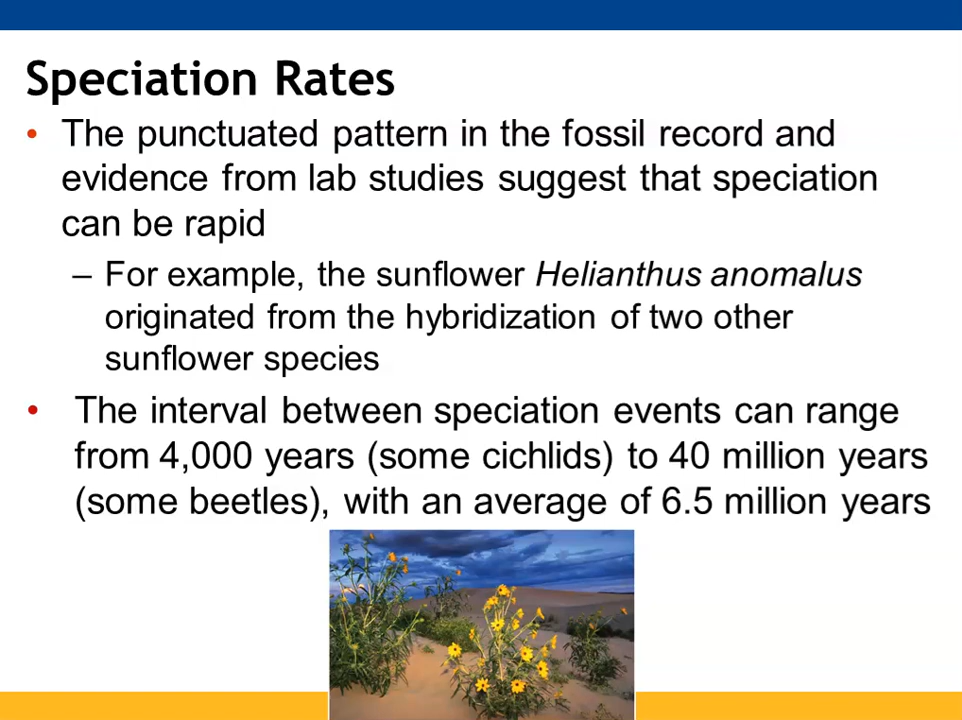 Speciation Rates
• The punctuated pattern in the fossil record and
evidence from lab studies suggest that speciation
can be rapid
– For example, the sunflower Helianthus anomalus
originated from the hybridization of two other
sunflower species
• The interval between speciation events can range
from 4,000 years (some cichlids) to 40 million years
(some beetles), with an average of 6.5 million years